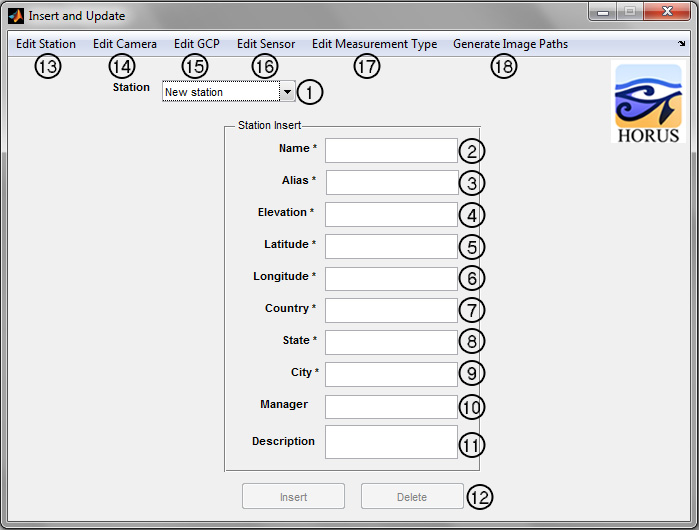 Insert and Update
Edit Station Edit Camera Edit GCP Edit Sensor Edit Measurement Type Generate Image Paths
13 14 15 16 17 18
Station New station 1
HORUS
Station Insert
Name * 2
Alias * 3
Elevation * 4
Latitude * 5
Longitude * 6
Country * 7
State * 8
City * 9
Manager 10
Description 11
Insert Delete 12